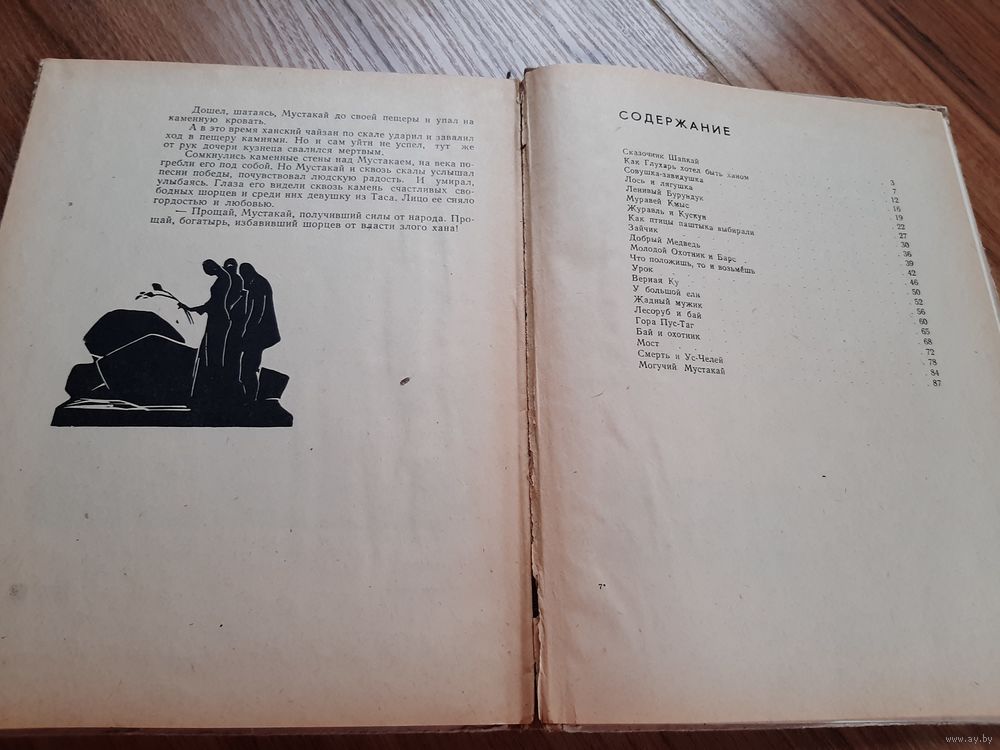 Дошел, шатаясь, Мустакай до своей пещеры и упал на
каменную кровать.
А в это время ханский чайзан по скале ударил и завалил
ход в пещеру камнями. Но и сам уйти не успел, тут же
от рук дочери кузнеца свалился мертвым.
Сомкнулись каменные стены над Мустакаем, на века по-
гребли его под собой. Но Мустакай и сквозь скалы услышал
песни победы, почувствовал людскую радость. И умирал,
улыбаясь. Глаза его видели сквозь камень счастливых сво-
бодных шорцев и среди них девушку из Таса. Лицо ее сняло
гордостью и любовью.
— Прощай, Мустакай, получивший силы от народа. Про-
щай, богатырь, избавивший шорцев от власти злого хана!
СОДЕРЖАНИЕ
Сказочник Шапкай . 3
Как Глухарь хотел быть ханом . 7
Совушка-завидушка . 12
Лось и лягушка . 16
Ленивый Бурундук . 19
Муравей Кмыс . 22
Журавль и Кускун . 27
Как птицы паштыка выбирали . 30
Зайчик . 36
Добрый Медведь . 39
Молодой Охотник и Барс . 42
Что положишь, то и возьмёшь . 46
Урок . 50
Верная Ку . 52
У большой ели . 56
Жадный мужик . 60
Лесоруб и бай . 65
Гора Пус-Таг . 68
Бай и охотник . 72
Мост . 78
Смерть и Ус-Челей . 84
Могучий Мустакай . 87
7*
www.ay.by